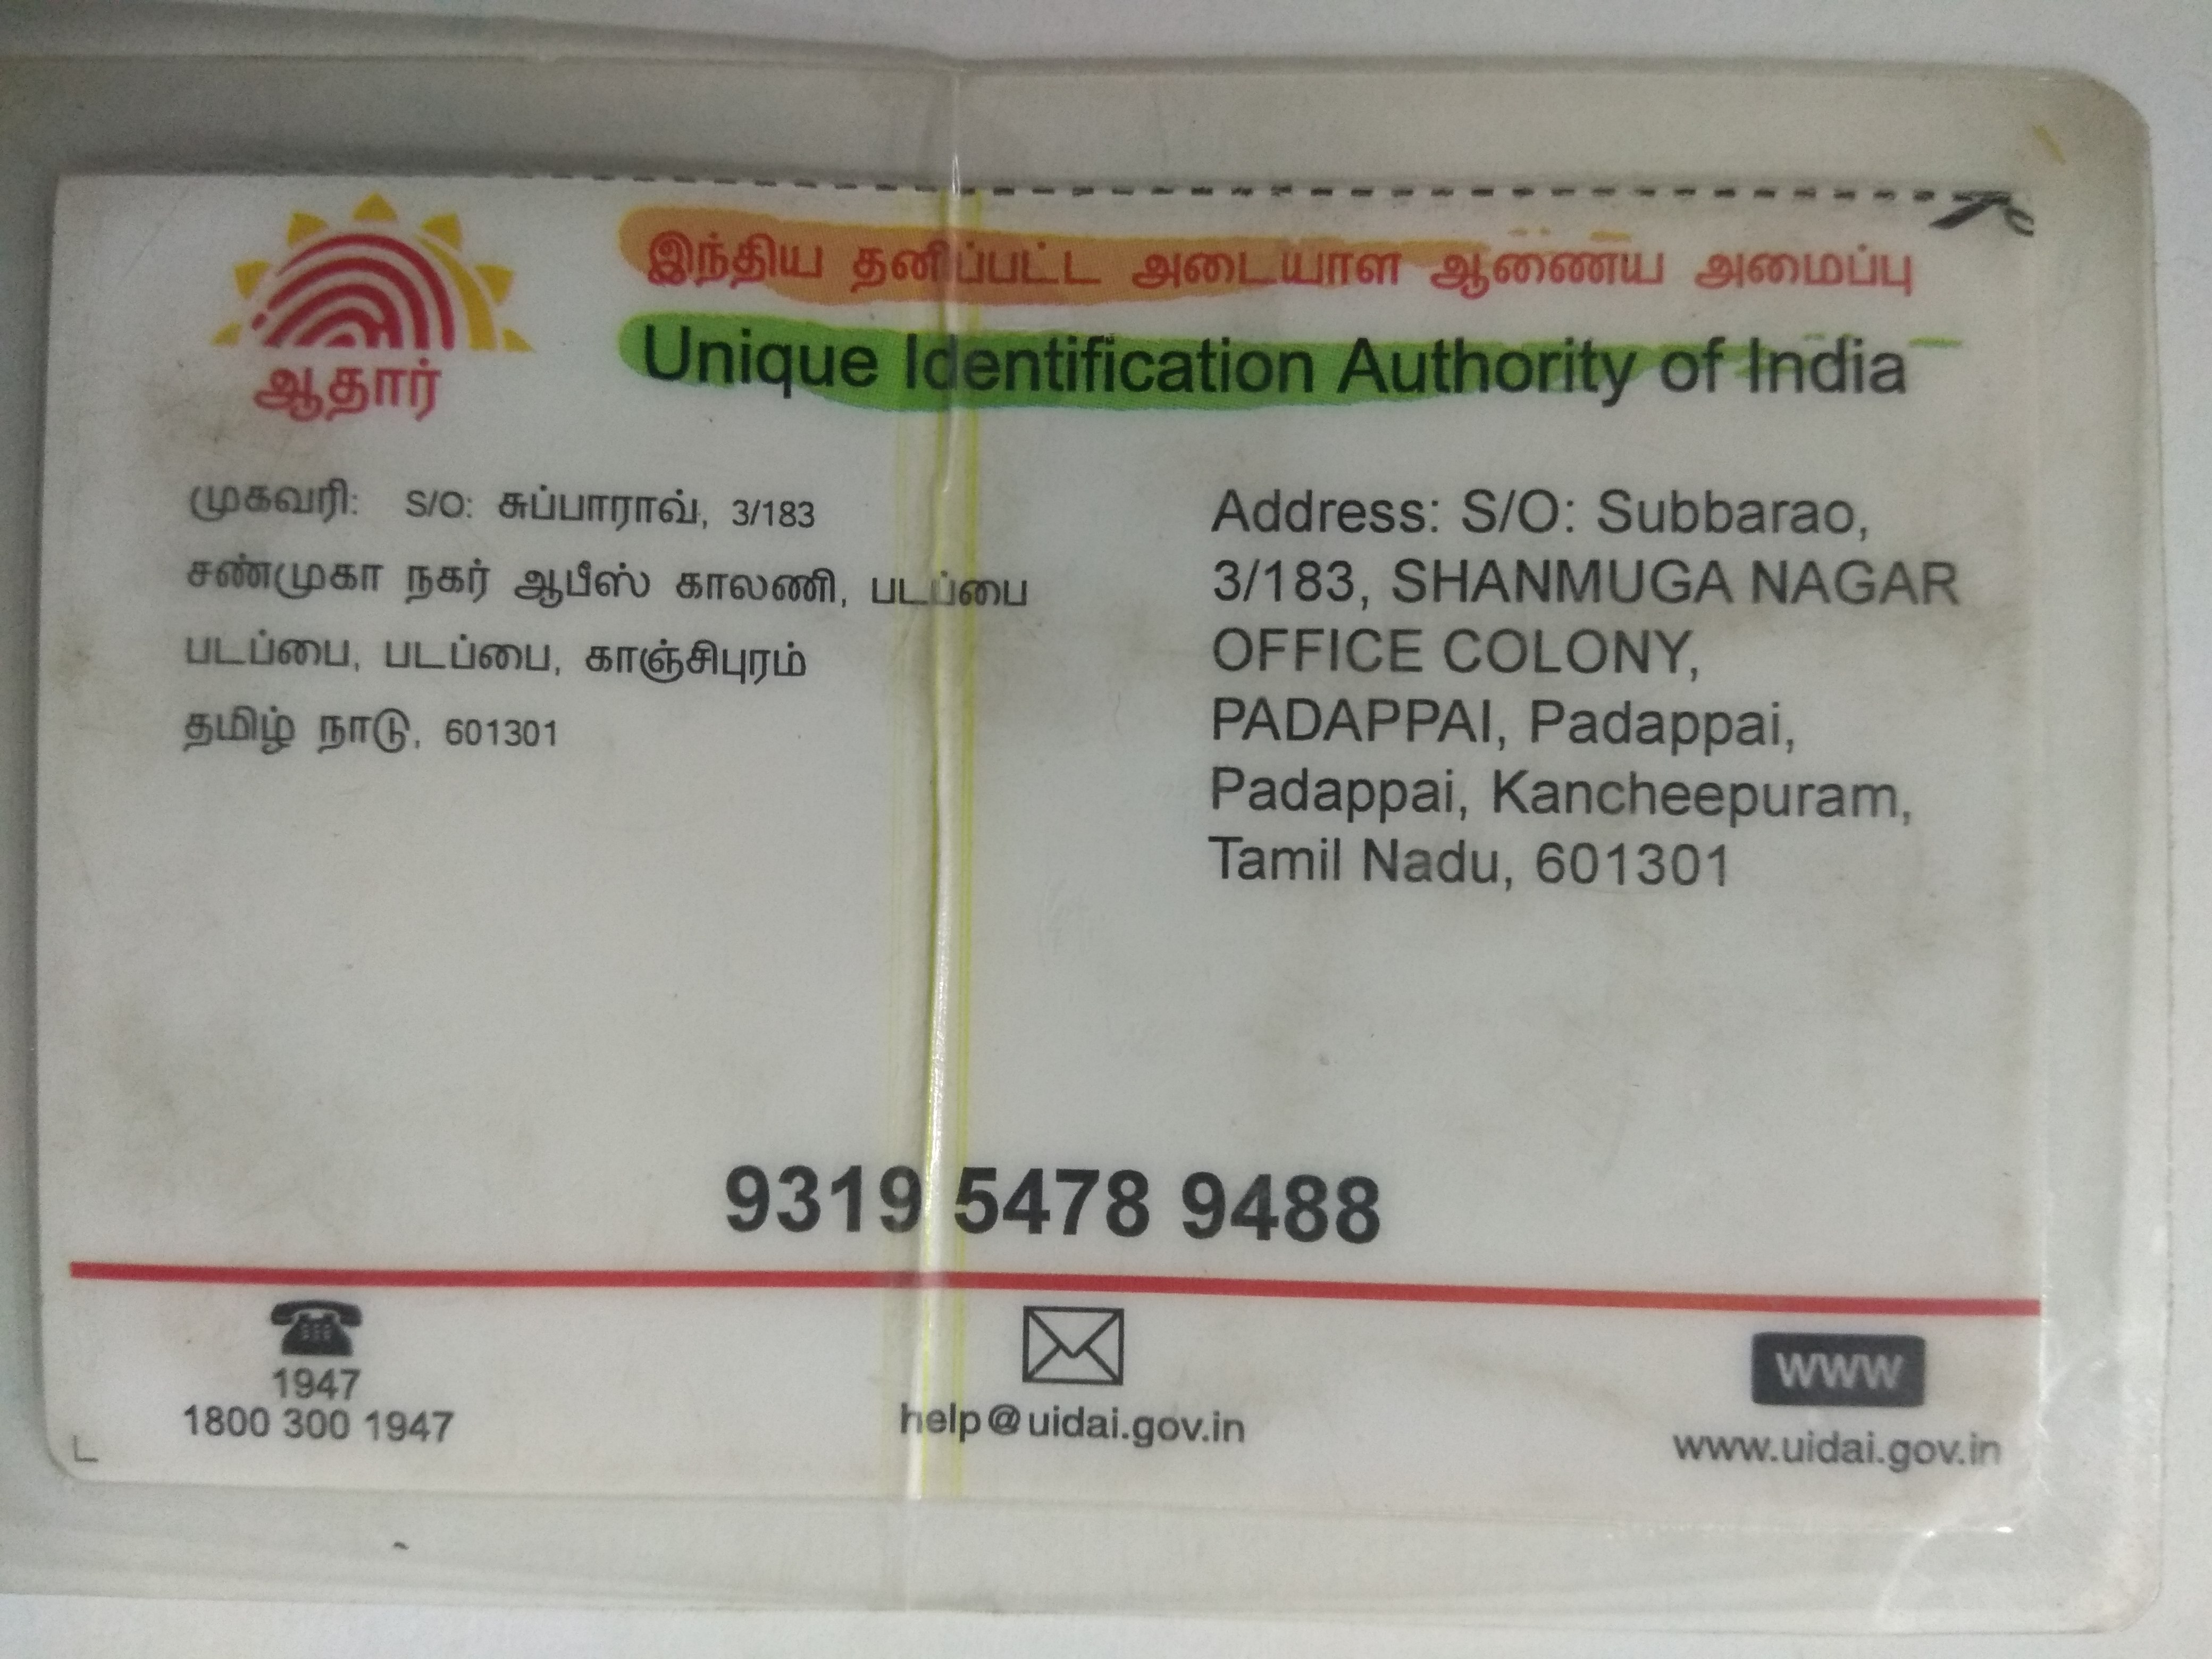 ஆதார்
இந்திய தனிப்பட்ட அடையாள ஆணைய அமைப்பு
Unique Identification Authority of India
முகவரி: S/O: சுப்பாராவ், 3/183
சண்முகா நகர் ஆபீஸ் காலணி, படப்பை
படப்பை, படப்பை, காஞ்சிபுரம்
தமிழ் நாடு, 601301
Address: S/O: Subbarao,
3/183, SHANMUGA NAGAR
OFFICE COLONY,
PADAPPAI, Padappai,
Padappai, Kancheepuram,
Tamil Nadu, 601301
9319 5478 9488
1947
1800 300 1947
help@uidai.gov.in
WWW
www.uidai.gov.in